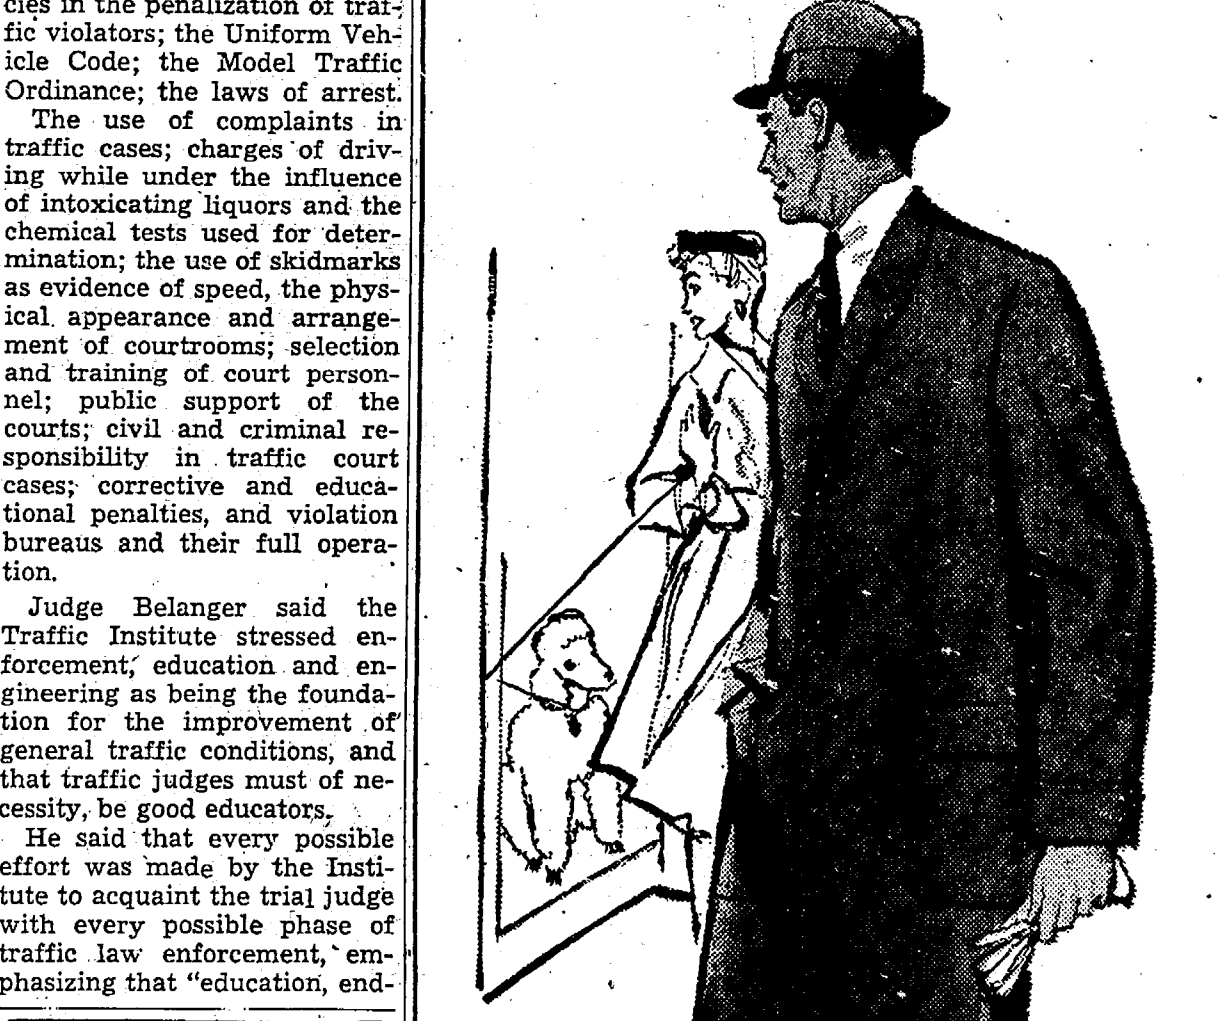 cies in the penalization of traf-
fic violators; the Uniform Veh-
icle Code; the Model Traffic
Ordinance; the laws of arrest.
The use of complaints in
traffic cases; charges of driv-
ing while under the influence
of intoxicating liquors and the
chemical tests used for deter-
mination; the use of skidmarks
as evidence of speed, the phys-
ical appearance and arrange-
ment of courtrooms; selection
and training of court person-
nel; public support of the
courts; civil and criminal re-
sponsibility in traffic court
cases; corrective and educa-
tional penalties, and violation
bureaus and their full opera-
tion.
Judge Belanger said the
Traffic Institute stressed en-
forcement, education and en-
gineering as being the founda-
tion for the improvement of
general traffic conditions, and
that traffic judges must of ne-
cessity, be good educators.
He said that every possible
effort was made by the Insti-
tute to acquaint the trial judge
with every possible phase of
traffic law enforcement, em-
phasizing that "education, end-